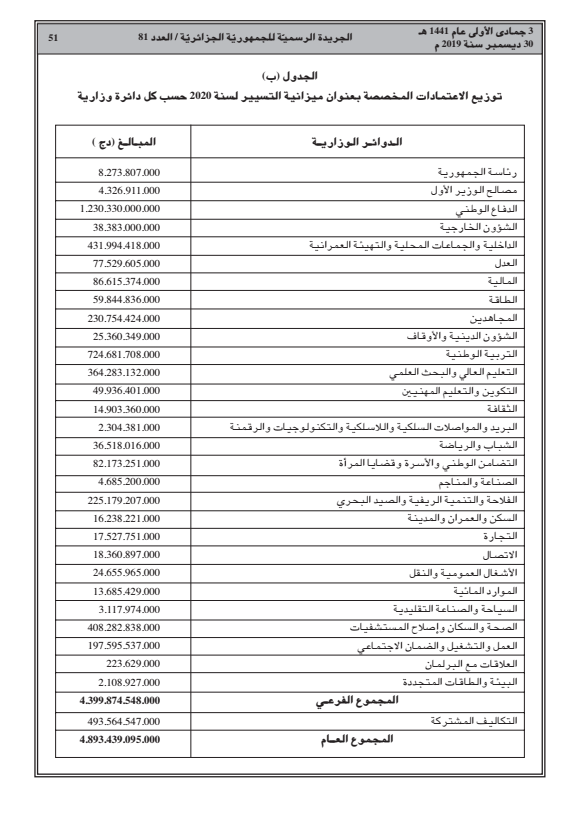 3 جمادى الأولى عام 1441 هـ
30 ديسمبر سنة 2019 م
الجريدة الرسميّة للجمهوريّة الجزائريّة / العدد 81
51
الجدول (ب)
توزيع الاعتمادات المخصصة بعنوان ميزانية التسيير لسنة 2020 حسب كل دائرة وزارية
الـدوائـر الـوزاريـة المبـالـغ (دج )
رئاسة الجمهورية 8.273.807.000
مصالح الوزير الأول 4.326.911.000
الدفاع الوطني 1.230.330.000.000
الشؤون الخارجية 38.383.000.000
الداخلية والجماعات المحلية والتهيئة العمرانية 431.994.418.000
العدل 77.529.605.000
المالية 86.615.374.000
الطاقة 59.844.836.000
المجاهدين 230.754.424.000
الشؤون الدينية والأوقاف 25.360.349.000
التربية الوطنية 724.681.708.000
التعليم العالي والبحث العلمي 364.283.132.000
التكوين والتعليم المهنيين 49.936.401.000
الثقافة 14.903.360.000
البريد والمواصلات السلكية واللاسلكية والتكنولوجيات والرقمنة 2.304.381.000
الشباب والرياضة 36.518.016.000
التضامن الوطني والأسرة وقضايا المرأة 82.173.251.000
الصناعة والمناجم 4.685.200.000
الفلاحة والتنمية الريفية والصيد البحري 225.179.207.000
السكن والعمران والمدينة 16.238.221.000
التجارة 17.527.751.000
الاتصال 18.360.897.000
الأشغال العمومية والنقل 24.655.965.000
الموارد المائية 13.685.429.000
السياحة والصناعة التقليدية 3.117.974.000
الصحة والسكان وإصلاح المستشفيات 408.282.838.000
العمل والتشغيل والضمان الاجتماعي 197.595.537.000
العلاقات مع البرلمان 223.629.000
البيئة والطاقات المتجددة 2.108.927.000
المجموع الفرعـي 4.399.874.548.000
التكاليف المشتركة 493.564.547.000
المجموع العـام 4.893.439.095.000